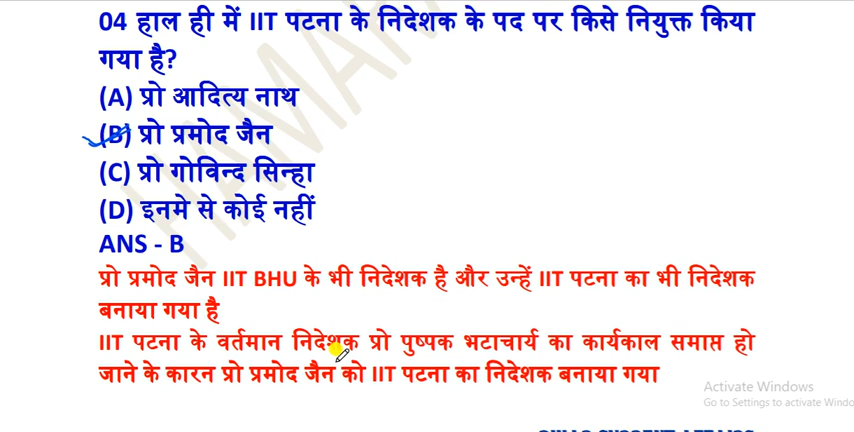 04 हाल ही में IIT पटना के निदेशक के पद पर किसे नियुक्त किया
गया है?
(A) प्रो आदित्य नाथ
(B) प्रो प्रमोद जैन
(C) प्रो गोविन्द सिन्हा
(D) इनमे से कोई नहीं
ANS - B
प्रो प्रमोद जैन IIT BHU के भी निदेशक है और उन्हें IIT पटना का भी निदेशक
बनाया गया है
IIT पटना के वर्तमान निदेशक प्रो पुष्पक भटाचार्य का कार्यकाल समाप्त हो
जाने के कारन प्रो प्रमोद जैन को IIT पटना का निदेशक बनाया गया
Activate Windows
Go to Settings to activate Windo